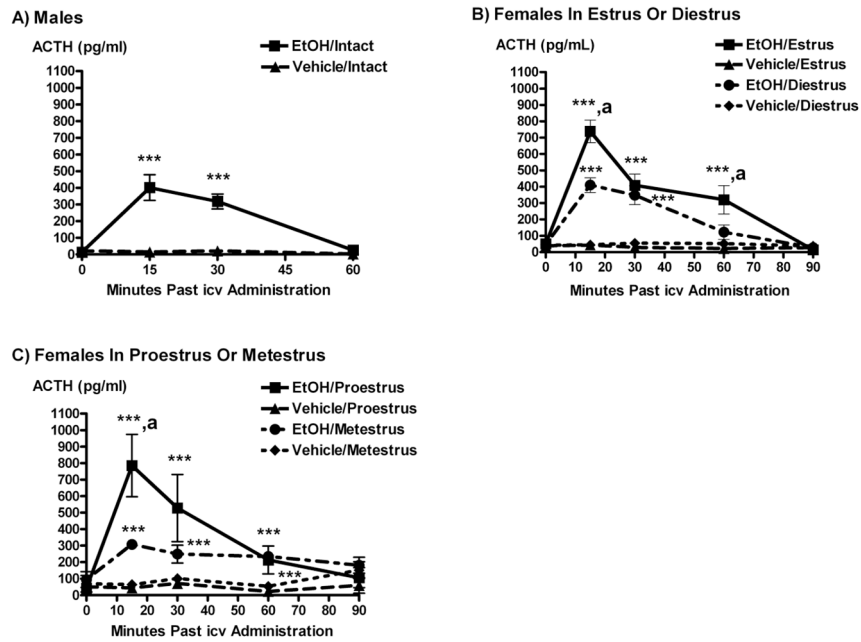 A) Males
ACTH (pg/ml)
EtOH/Intact
Vehicle/Intact
1100
1000
900
800
700
600
500
400
300
200
100
0
***
***
0 15 30 45 60
Minutes Past icv Administration
B) Females In Estrus Or Diestrus
ACTH (pg/mL)
EtOH/Estrus
Vehicle/Estrus
EtOH/Diestrus
Vehicle/Diestrus
1100
1000
900
800
700
600
500
400
300
200
100
0
***,a
***
***
***
***,a
0 10 20 30 40 50 60 70 80 90
Minutes Past icv Administration
C) Females In Proestrus Or Metestrus
ACTH (pg/ml)
EtOH/Proestrus
Vehicle/Proestrus
EtOH/Metestrus
Vehicle/Metestrus
1100
1000
900
800
700
600
500
400
300
200
100
0
***,a
***
***
***
***
***
0 10 20 30 40 50 60 70 80 90
Minutes Past icv Administration